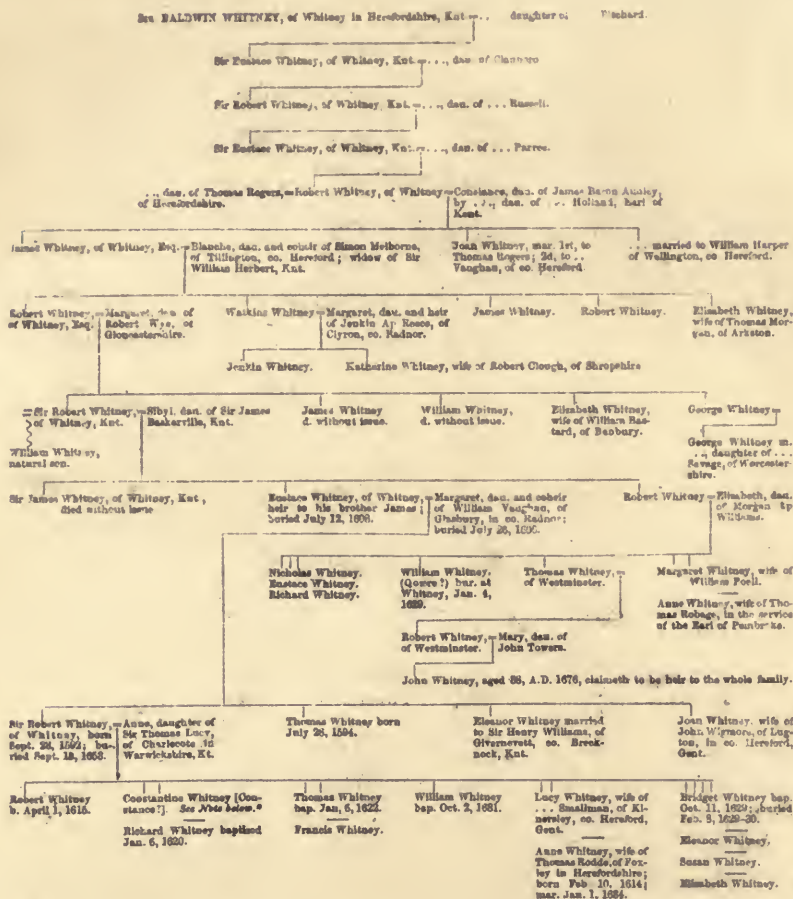 Sir BALDWIN WHITNEY, of Whitney in Herefordshire, Knt = . . daughter of
Sir Eustace Whitney, of Whitney, Knt. = . . ., dau. of
Sir Robert Whitney, of Whitney, Knt. = . . ., dau. of . . . Russell.
Sir Eustace Whitney, of Whitney, Knt. = . . ., dau. of . . . Parres.
. . ., dau. of Thomas Rogers, = Robert Whitney, of Whitney = Constance, dau. of James Baron Audley,
of Herefordshire.
by . . ., dau. of . . . Holland, Earl of
Kent.
James Whitney, of Whitney, Esq. = Blanche, dau. and coheir of Simon Melborne,
of Tillington, co. Hereford; widow of Sir
William Herbert, Knt.
Joan Whitney, mar. 1st, to
Thomas Rogers; 2d, to . .
Vaughan, of co. Hereford.
. . . married to William Harper
of Wellington, co Hereford.
Robert Whitney, = Margaret, dau of
of Whitney, Esq. Robert Wye, of
Gloucestershire.
Watkins Whitney = Margaret, dau. and heir
of Jenkin Ap Reece, of
Clyron, co. Radnor.
James Whitney.
Robert Whitney.
Elizabeth Whitney,
wife of Thomas Mor-
gan, of Arkston.
Jenkin Whitney.
Katherine Whitney, wife of Robert Clough, of Shropshire
= Sir Robert Whitney, = Sibyl, dau. of Sir James
of Whitney, Knt. Baskerville, Knt.
William Whitney,
natural son.
James Whitney
d. without issue.
William Whitney,
d. without issue.
Elizabeth Whitney,
wife of William Bas-
tard, of Banbury.
George Whitney =
George Whitney m.
. ., daughter of . . .
Savage, of Worcester-
shire.
Sir James Whitney, of Whitney, Knt,
died without issue
Eustace Whitney, of Whitney, = Margaret, dau. and coheir
heir to his brother James; of William Vaughan, of
buried July 12, Glasbury, in co. Radnor;
buried July
Robert Whitney = Elizabeth, dau.
of Morgan Ap
Williams.
Nicholas Whitney.
Eustace Whitney.
Richard Whitney.
William Whitney.
(Quere?) bur. at
Whitney, Jan. 4,
1629.
Thomas Whitney, =
of Westminster.
Margaret Whitney, wife of
William Poell.
Anne Whitney, wife of Tho-
mas Robage, in the service
of the Earl of Pembroke.
Robert Whitney, = Mary, dau. of
of Westminster. John Towers.
John Whitney, aged A.D. 1676, claimeth to be heir to the whole family.
Sir Robert Whitney, = Anne, daughter of
of Whitney, born Sir Thomas Lucy,
Sept. 28, 1592; bu- of Charlecote in
ried Sept. 18, 1653. Warwickshire, Kt.
Thomas Whitney born
July 28, 1594.
Eleanor Whitney married
to Sir Henry Williams, of
Givernevett, co. Breck-
nock, Knt.
Joan Whitney, wife of
John Wigmore, of Lug-
ton, in co. Hereford,
Gent.
Robert Whitney
b. April 1, 1615.
Constantine Whitney [Con-
stance?]. See Note below.*
Richard Whitney baptised
Jan. 6, 1620.
Thomas Whitney
bap. Jan, 6, 1622.
Francis Whitney.
William Whitney
bap. Oct. 2, 1631.
Lucy Whitney, wife of
. . . Smallman, of Ki-
nersley, co. Hereford,
Gent.
Anne Whitney, wife of
Thomas Rodde, of Fox-
ley in Herefordshire;
born Feb 10, 1614;
mar. Jan. 1, 1634.
Bridget Whitney bap.
Oct. 11, 1629; buried
Feb. 8, 1629-30.
Eleanor Whitney.
Susan Whitney.
Elizabeth Whitney.